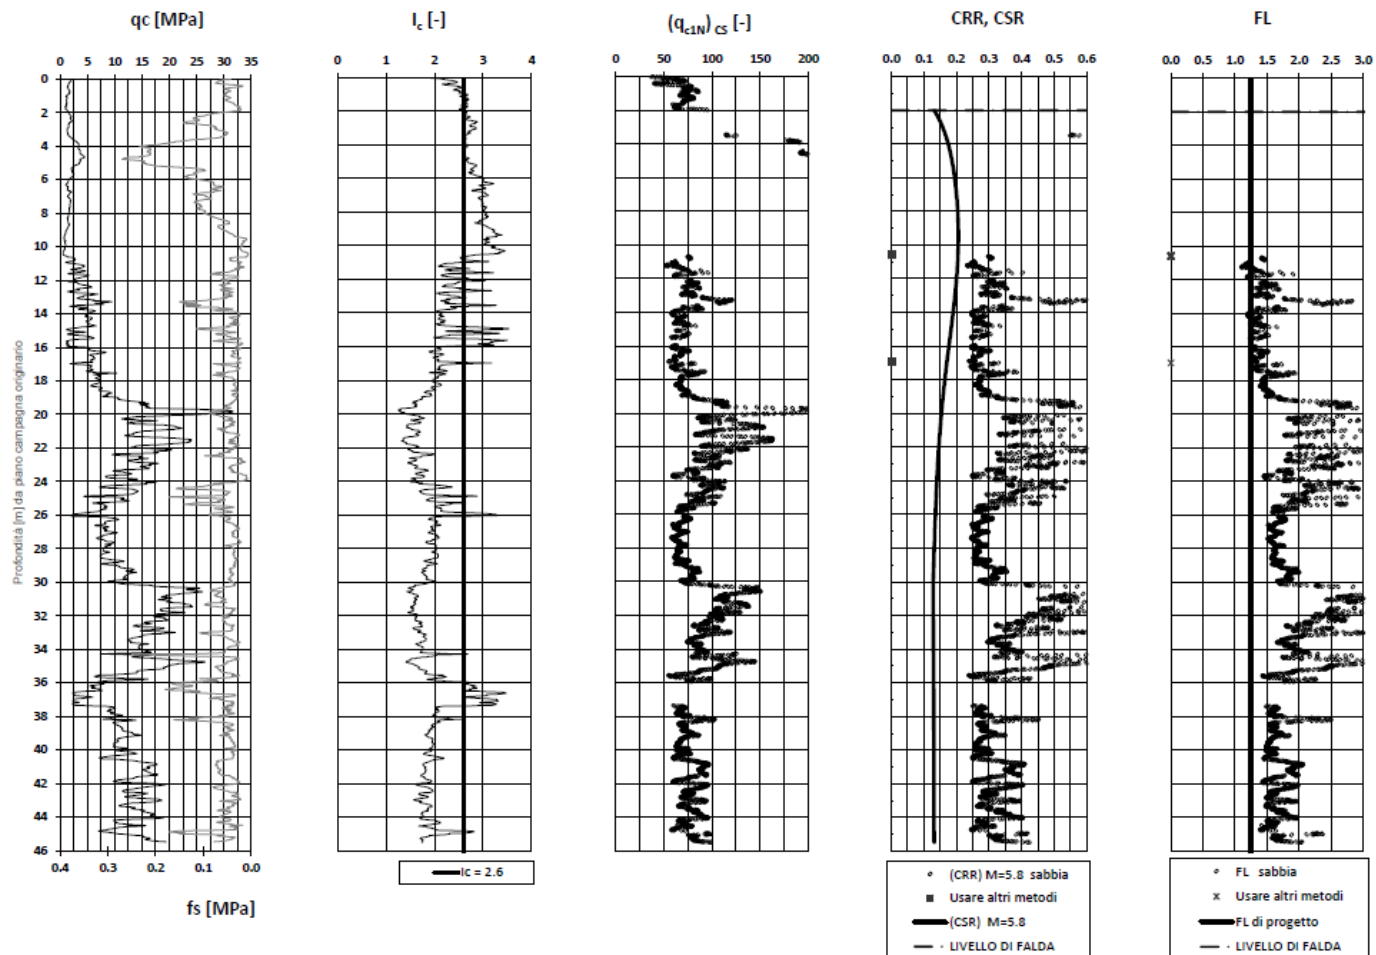 qc [MPa]
0 5 10 15 20 25 30 35
0
2
4
6
8
10
12
14
16
18
20
22
24
26
28
30
32
34
36
38
40
42
44
46
Profondità [m] da piano campagna originario
0.4 0.3 0.2 0.1 0.0
fs [MPa]
Ic [-]
0 1 2 3 4
Ic = 2.6
(qc1N) CS [-]
0 50 100 150 200
CRR, CSR
0.0 0.1 0.2 0.3 0.4 0.5 0.6
(CRR) M=5.8 sabbia
Usare altri metodi
(CSR) M=5.8
LIVELLO DI FALDA
FL
0.0 0.5 1.0 1.5 2.0 2.5 3.0
FL sabbia
Usare altri metodi
FL di progetto
LIVELLO DI FALDA